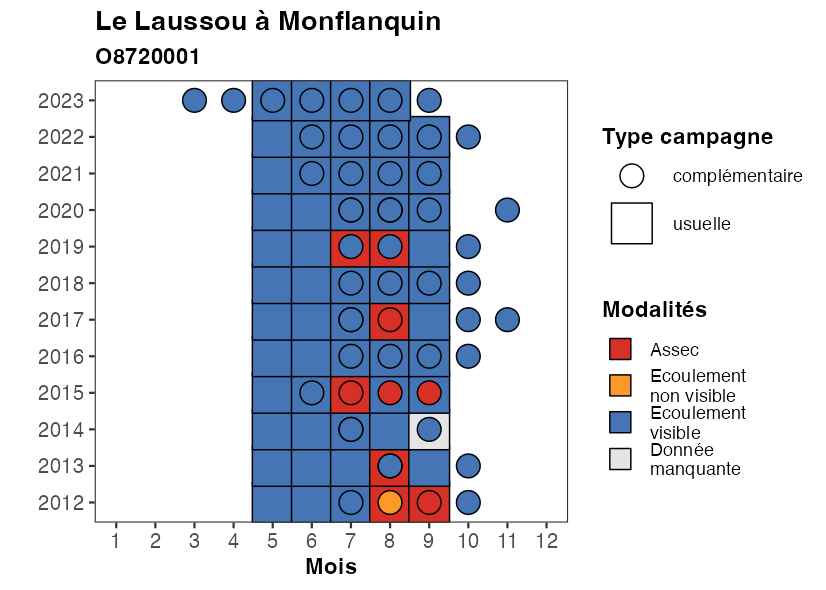 Le Laussou à Monflanquin
O8720001
2023
2022
2021
2020
2019
2018
2017
2016
2015
2014
2013
2012
1 2 3 4 5 6 7 8 9 10 11 12
Mois
Type campagne
complémentaire
usuelle
Modalités
Assec
Ecoulement
non visible
Ecoulement
visible
Donnée
manquante